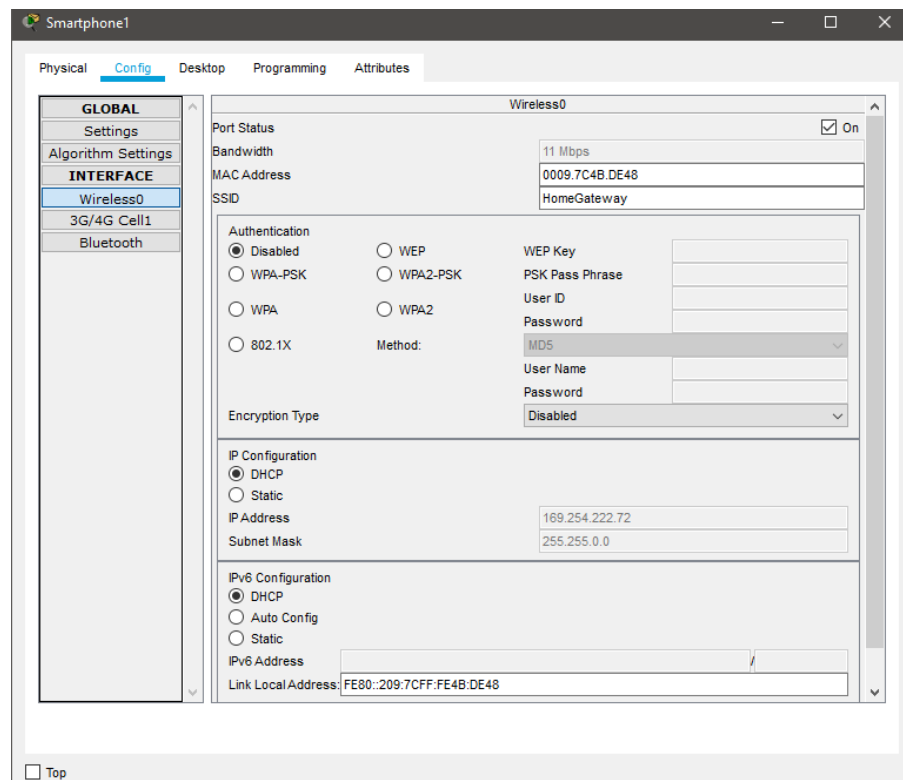 Smartphone1
Physical Config Desktop Programming Attributes
GLOBAL
Settings
Algorithm Settings
INTERFACE
Wireless0
3G/4G Cell1
Bluetooth
Wireless0
Port Status On
Bandwidth 11 Mbps
MAC Address 0009.7C4B.DE48
SSID HomeGateway
Authentication
Disabled WEP WEP Key
WPA-PSK WPA2-PSK PSK Pass Phrase
User ID
WPA WPA2
Password
802.1X Method: MD5
User Name
Password
Encryption Type Disabled
IP Configuration
DHCP
Static
IP Address 169.254.222.72
Subnet Mask 255.255.0.0
IPv6 Configuration
DHCP
Auto Config
Static
IPv6 Address /
Link Local Address: FE80::209:7CFF:FE4B:DE48
Top